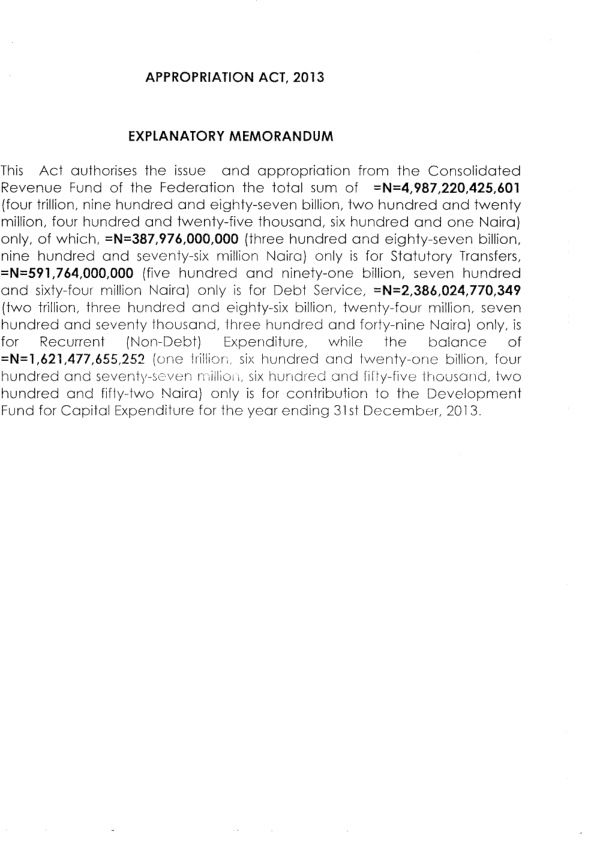 APPROPRIATION ACT, 2013
EXPLANATORY MEMORANDUM
This Act authorises the issue and appropriation from the Consolidated
Revenue Fund of the Federation the total sum of =N=4,987,220,425,601
(four trillion, nine hundred and eighty-seven billion, two hundred and twenty
million, four hundred and twenty-five thousand, six hundred and one Naira)
only, of which, =N=387,976,000,000 (three hundred and eighty-seven billion,
nine hundred and seventy-six million Naira) only is for Statutory Transfers,
=N=591,764,000,000 (five hundred and ninety-one billion, seven hundred
and sixty-four million Naira) only is for Debt Service, =N=2,386,024,770,349
(two trillion, three hundred and eighty-six billion, twenty-four million, seven
hundred and seventy thousand, three hundred and forty-nine Naira) only, is
for Recurrent (Non-Debt) Expenditure, while the balance of
=N=1,621,477,655,252 (one trillion, six hundred and twenty-one billion, four
hundred and seventy-seven million, six hundred and fifty-five thousand, two
hundred and fifty-two Naira) only is for contribution to the Development
Fund for Capital Expenditure for the year ending 31st December, 2013.